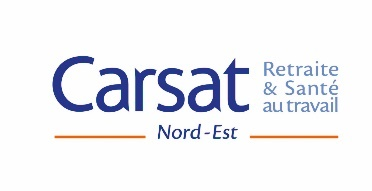 Carsat
Retraite
& Santé
au travail
Nord-Est